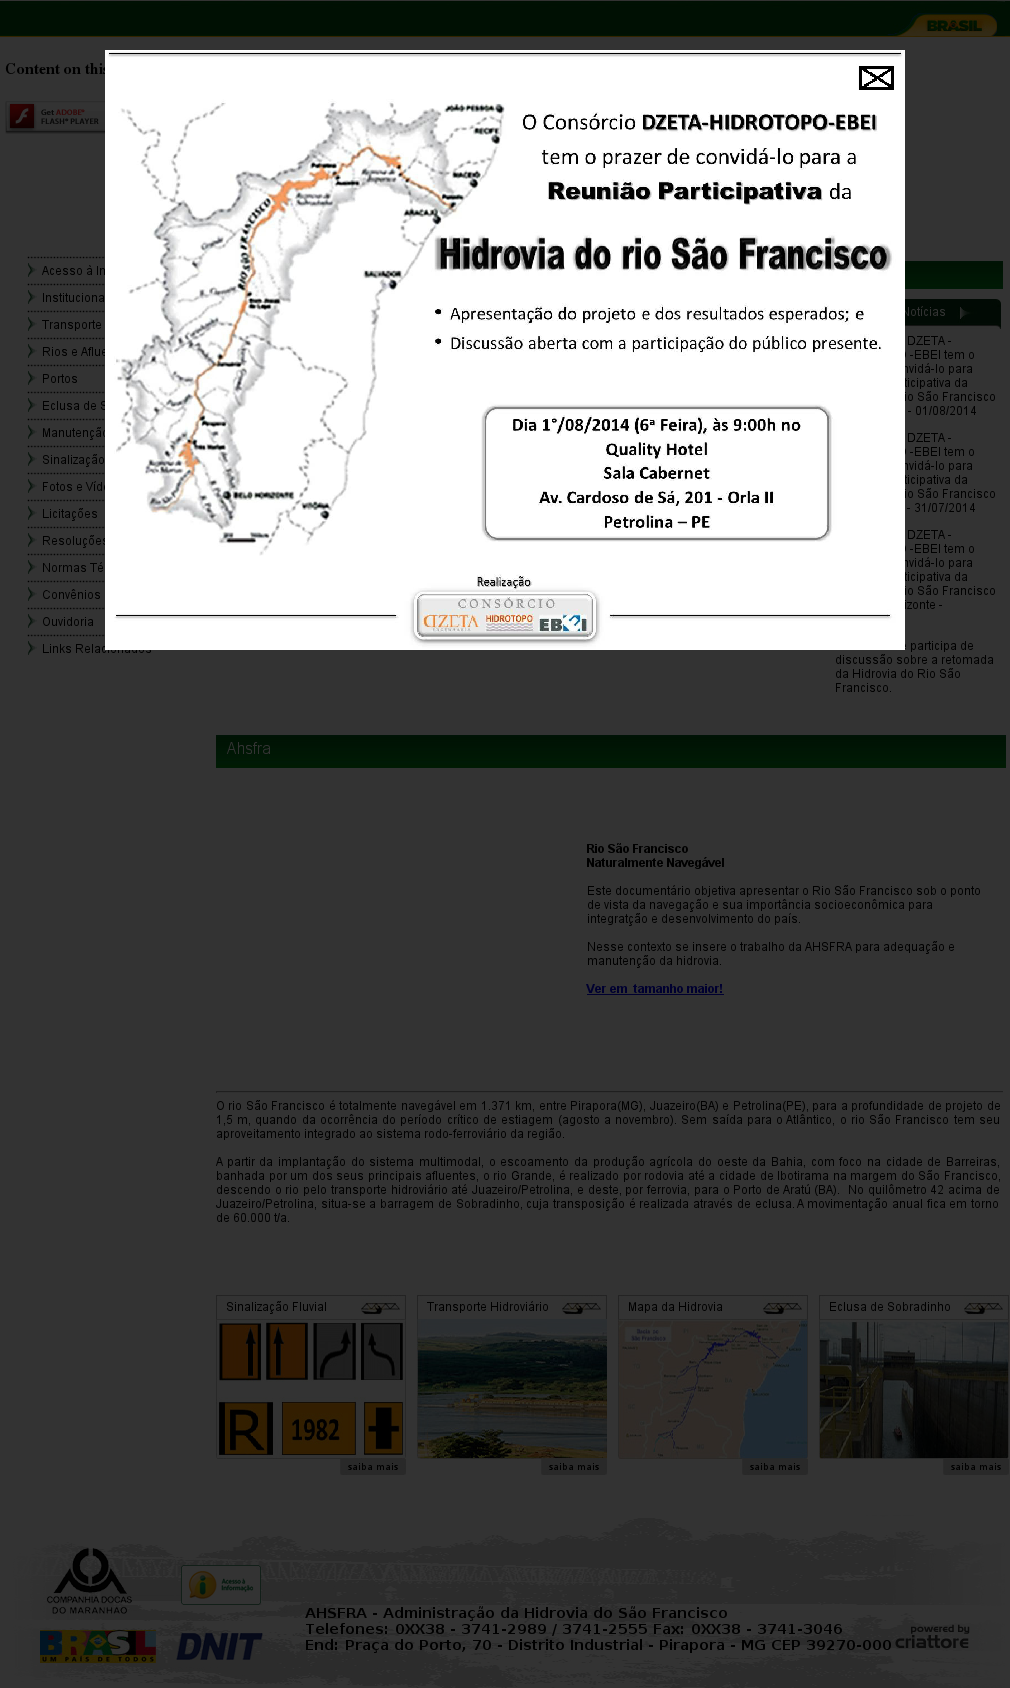 BRASIL
Content on this
Get ADOBE®
FLASH® PLAYER
O Consórcio DZETA-HIDROTOPO-EBEI
tem o prazer de convidá-lo para a
Reunião Participativa da
Hidrovia do rio São Francisco
• Apresentação do projeto e dos resultados esperados; e
• Discussão aberta com a participação do público presente.
Dia 1°/08/2014 (6ª Feira), às 9:00h no
Quality Hotel
Sala Cabernet
Av. Cardoso de Sá, 201 - Orla II
Petrolina – PE
JOÃO PESSOA
RECIFE
MACEIO
ARACAJU
SALVADOR
RIO SÃO FRANCISCO
BELO HORIZONTE
VITÓRIA
Realização
CONSÓRCIO
DZETA HIDROTOPO EBEI
Acesso á In
Instituciona
Transporte
Rios e Aflue
Portos
Eclusa de S
Manutenção
Sinalização
Fotos e Víde
Licitações
Resoluções
Normas Té
Convênios
Ouvidoria
Links Relacionados
Notícias
DZETA -
-EBEI tem o
nvidá-lo para
ticipativa da
io São Francisco
- 01/08/2014
DZETA -
-EBEI tem o
nvidá-lo para
ticipativa da
io São Francisco
- 31/07/2014
DZETA -
-EBEI tem o
nvidá-lo para
ticipativa da
io São Francisco
izonte -
participa de
discussão sobre a retomada
da Hidrovia do Rio São
Francisco.
Ahsfra
Rio São Francisco
Naturalmente Navegável
Este documentário objetiva apresentar o Rio São Francisco sob o ponto
de vista da navegação e sua importância socioeconômica para
integratção e desenvolvimento do país.
Nesse contexto se insere o trabalho da AHSFRA para adequação e
manutenção da hidrovia.
Ver em tamanho maior!
O rio São Francisco é totalmente navegável em 1.371 km, entre Pirapora(MG), Juazeiro(BA) e Petrolina(PE), para a profundidade de projeto de
1,5 m, quando da ocorrência do período crítico de estiagem (agosto a novembro). Sem saída para o Atlântico, o rio São Francisco tem seu
aproveitamento integrado ao sistema rodo-ferroviário da região.
A partir da implantação do sistema multimodal, o escoamento da produção agrícola do oeste da Bahia, com foco na cidade de Barreiras,
banhada por um dos seus principais afluentes, o rio Grande, é realizado por rodovia até a cidade de Ibotirama na margem do São Francisco,
descendo o rio pelo transporte hidroviário até Juazeiro/Petrolina, e deste, por ferrovia, para o Porto de Aratú (BA). No quilômetro 42 acima de
Juazeiro/Petrolina, situa-se a barragem de Sobradinho, cuja transposição é realizada através de eclusa. A movimentação anual fica em torno
de 60.000 t/a.
Sinalização Fluvial
Transporte Hidroviário
Mapa da Hidrovia
Eclusa de Sobradinho
R
1982
saiba mais
saiba mais
saiba mais
saiba mais
COMPANHIA DOCAS
DO MARANHÃO
Acesso à
Informação
BRASIL
UM PAÍS DE TODOS
DNIT
AHSFRA - Administração da Hidrovia do São Francisco
Telefones: 0XX38 - 3741-2989 / 3741-2555 Fax: 0XX38 - 3741-3046
End: Praça do Porto, 70 - Distrito Industrial - Pirapora - MG CEP 39270-000
powered by
criattore